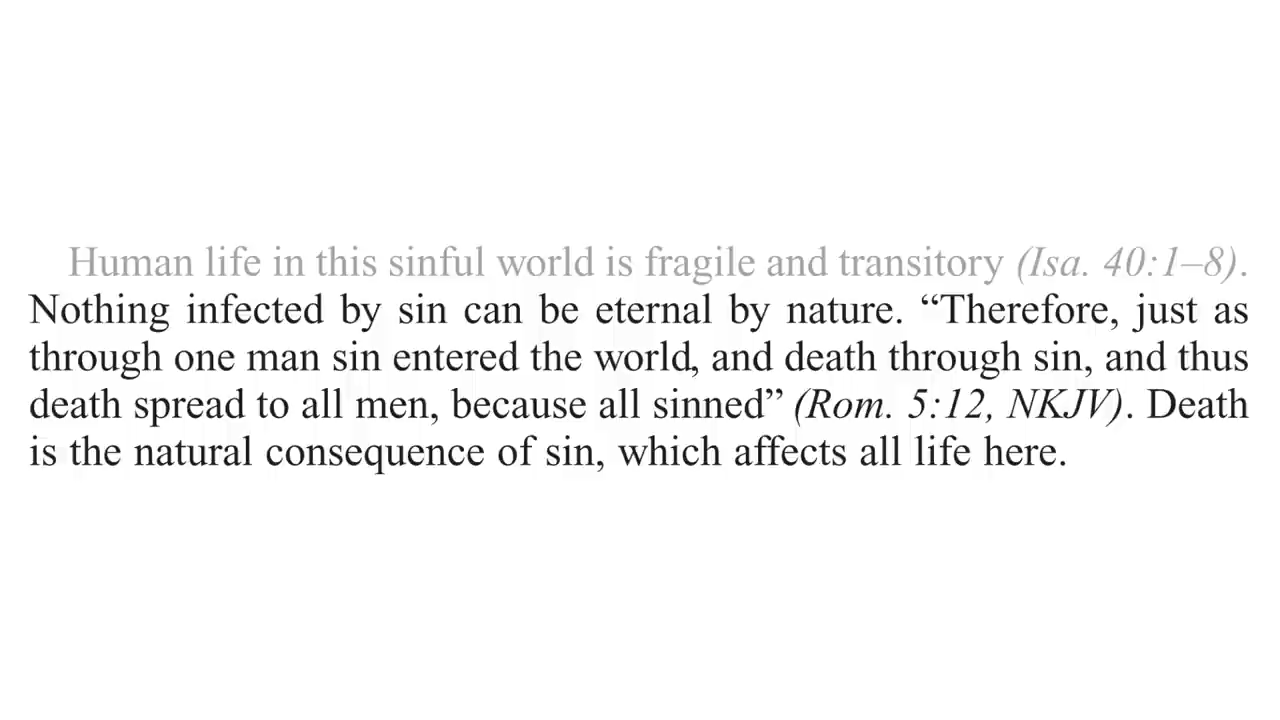 Human life in this sinful world is fragile and transitory (Isa. 40:1–8).
Nothing infected by sin can be eternal by nature. “Therefore, just as
through one man sin entered the world, and death through sin, and thus
death spread to all men, because all sinned” (Rom. 5:12, NKJV). Death
is the natural consequence of sin, which affects all life here.